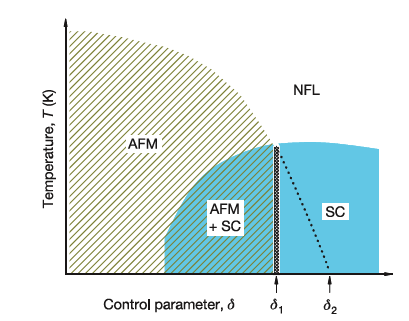 Temperature, T (K)
NFL
AFM
AFM
+ SC
SC
Control parameter, δ
δ1
δ2